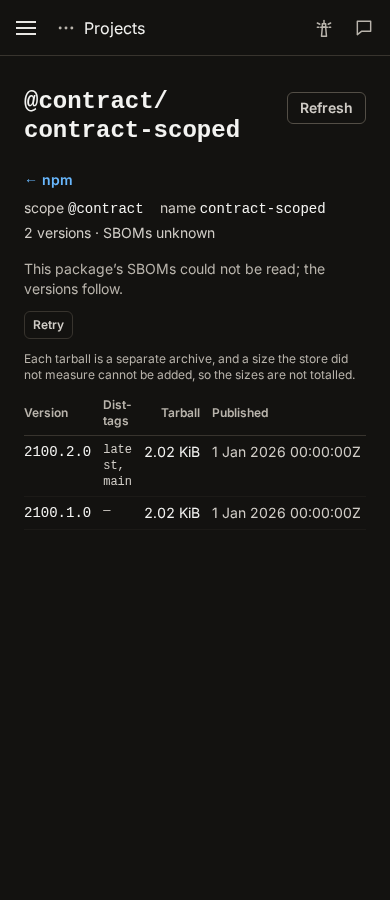 Projects
@contract/
contract-scoped
Refresh
← npm
scope @contract name contract-scoped
2 versions · SBOMs unknown
This package’s SBOMs could not be read; the
versions follow.
Retry
Each tarball is a separate archive, and a size the store did
not measure cannot be added, so the sizes are not totalled.
Version Dist-
tags Tarball Published
2100.2.0 late
st,
main 2.02 KiB 1 Jan 2026 00:00:00Z
2100.1.0 — 2.02 KiB 1 Jan 2026 00:00:00Z